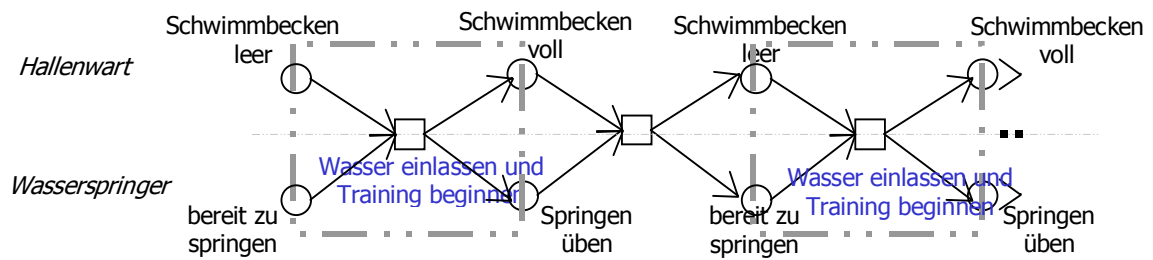 Schwimmbecken
leer
Schwimmbecken
voll
Schwimmbecken
leer
Schwimmbecken
voll
Hallenwart
Wasser einlassen und
Training beginnen
Wasser einlassen und
Training beginnen
Wasserspringer
bereit zu
springen
Springen
üben
bereit zu
springen
Springen
üben